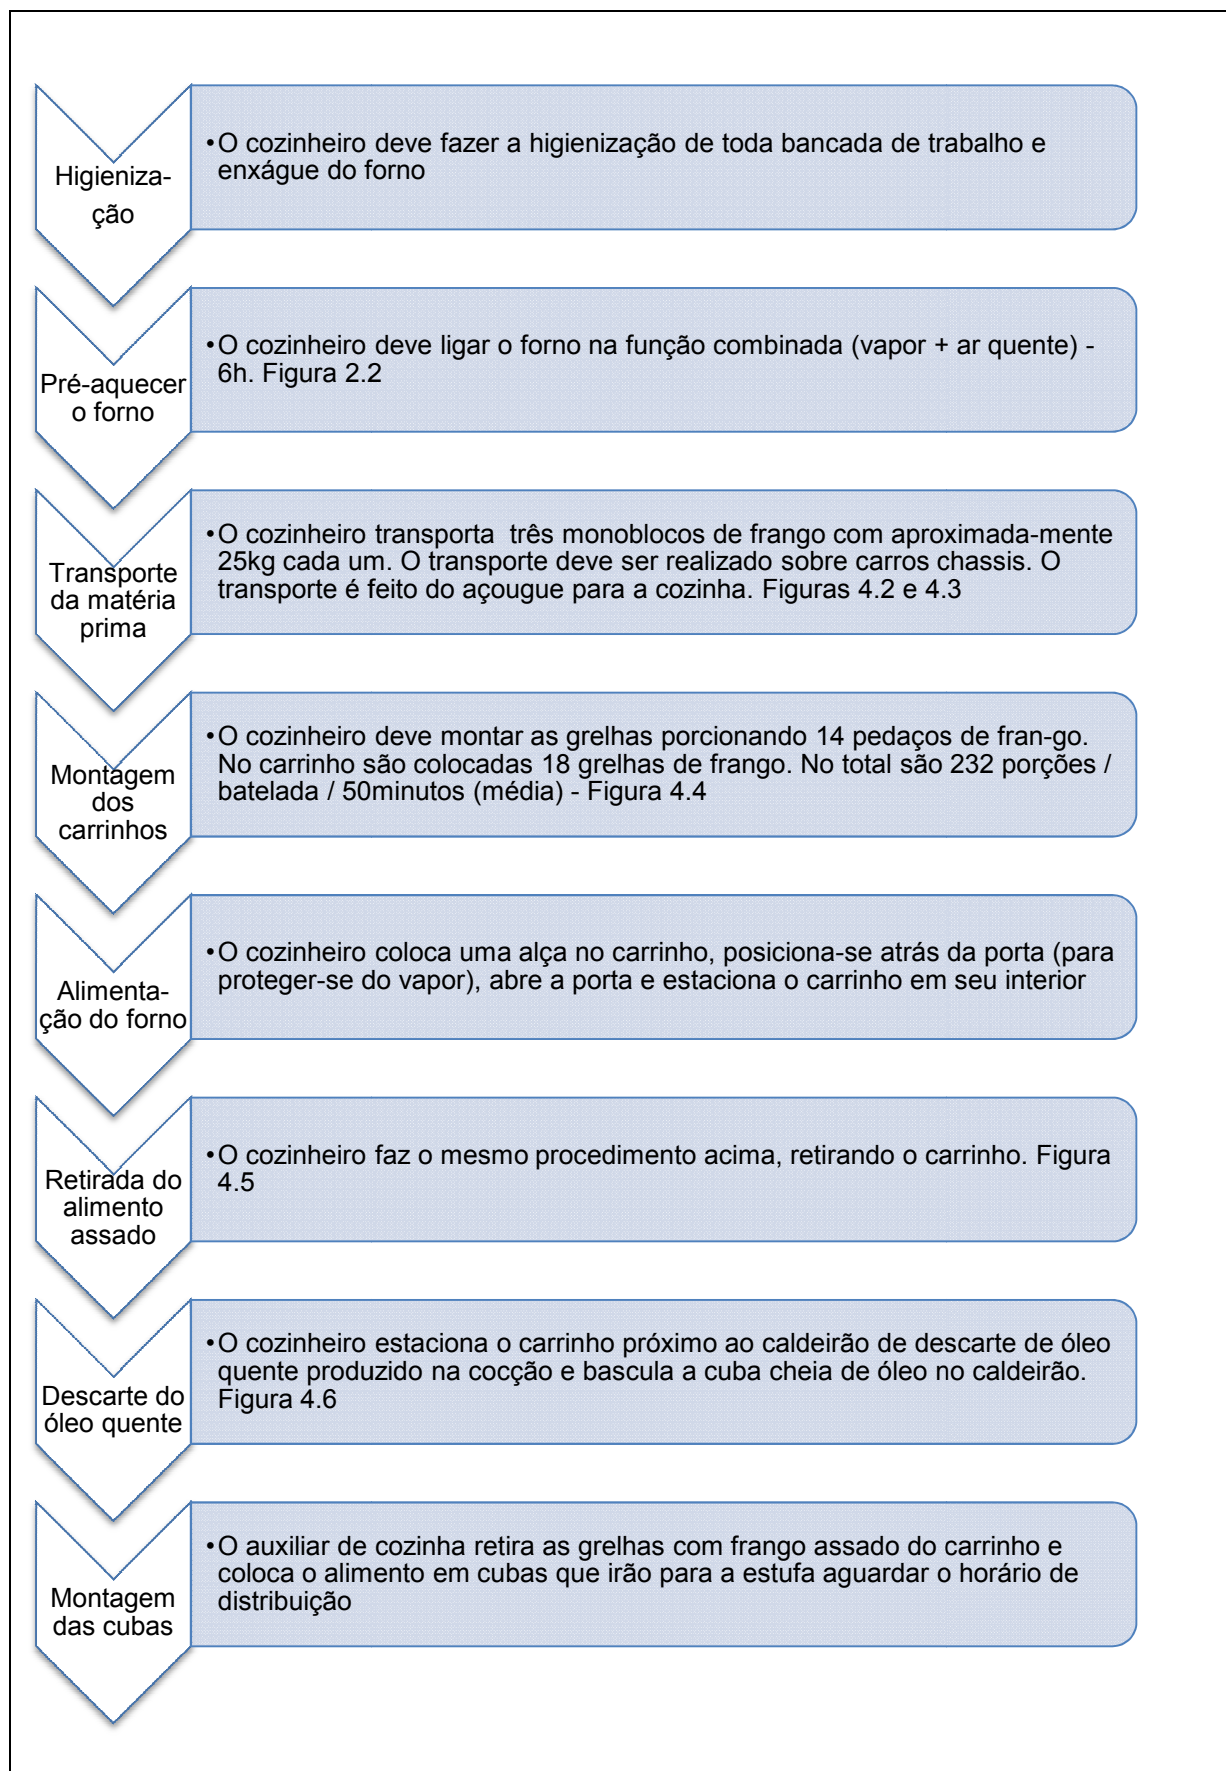 Higieniza-
ção
•O cozinheiro deve fazer a higienização de toda bancada de trabalho e
enxágue do forno
Pré-aquecer
o forno
•O cozinheiro deve ligar o forno na função combinada (vapor + ar quente) -
6h. Figura 2.2
Transporte
da matéria
prima
•O cozinheiro transporta  três monoblocos de frango com aproximada-mente
25kg cada um. O transporte deve ser realizado sobre carros chassis. O
transporte é feito do açougue para a cozinha. Figuras 4.2 e 4.3
Montagem
dos
carrinhos
•O cozinheiro deve montar as grelhas porcionando 14 pedaços de fran-go.
No carrinho são colocadas 18 grelhas de frango. No total são 232 porções /
batelada / 50minutos (média) - Figura 4.4
Alimenta-
ção do forno
•O cozinheiro coloca uma alça no carrinho, posiciona-se atrás da porta (para
proteger-se do vapor), abre a porta e estaciona o carrinho em seu interior
Retirada do
alimento
assado
•O cozinheiro faz o mesmo procedimento acima, retirando o carrinho. Figura
4.5
Descarte do
óleo quente
•O cozinheiro estaciona o carrinho próximo ao caldeirão de descarte de óleo
quente produzido na cocção e bascula a cuba cheia de óleo no caldeirão.
Figura 4.6
Montagem
das cubas
•O auxiliar de cozinha retira as grelhas com frango assado do carrinho e
coloca o alimento em cubas que irão para a estufa aguardar o horário de
distribuição